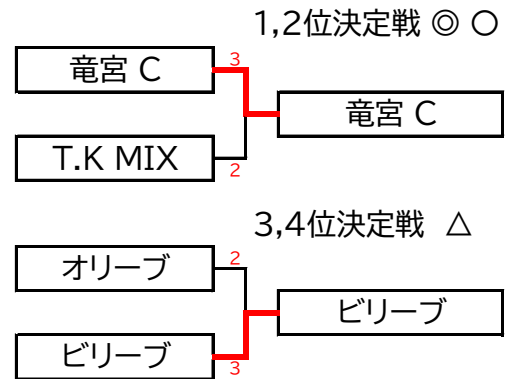 1,2位決定戦 ◎ ○
竜宮 C
3
竜宮 C
T.K MIX
2
3,4位決定戦 △
オリーブ
2
ビリーブ
ビリーブ
3